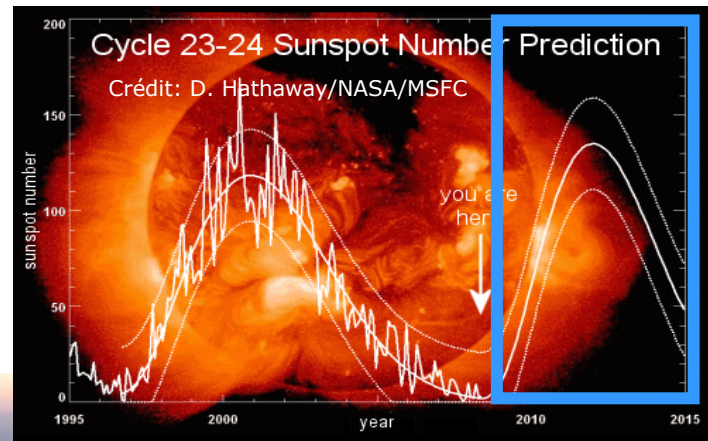 Cycle 23-24 Sunspot Number Prediction
Crédit: D. Hathaway/NASA/MSFC
200
150
100
50
0
sunspot number
you are
her
1995
2000
year
2010
2015